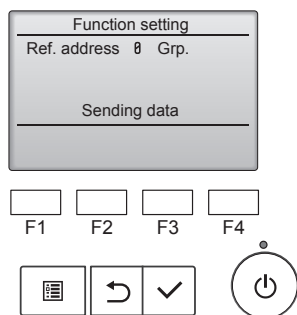 Function setting
Ref. address 0 Grp.
Sending data
F1 F2 F3 F4